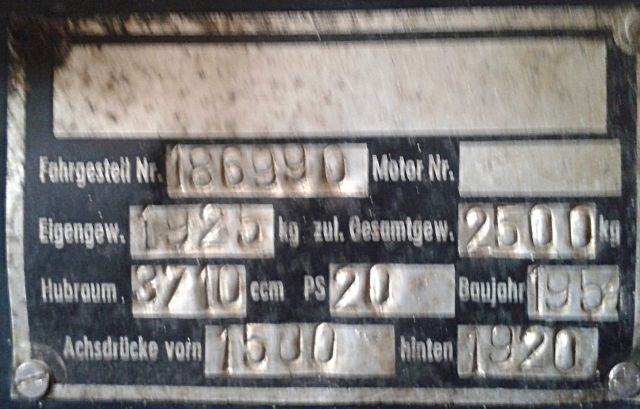 Fahrgestell Nr. 186990 Motor Nr.
Eigengew. 1925 kg zul. Gesamtgew. 2500 kg
Hubraum. 3710 ccm PS 20 Baujahr
Achsdrücke vorn 1500 hinten 1920